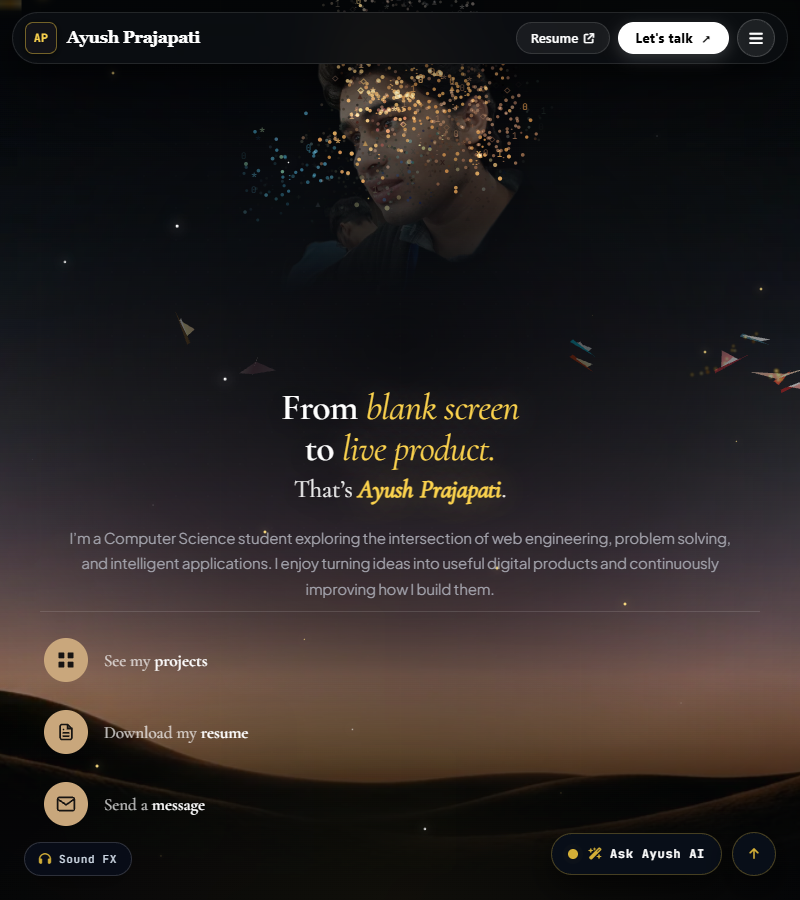 AP
Ayush Prajapati
Resume
Let's talk ↗
From blank screen
to live product.
That's Ayush Prajapati.
I'm a Computer Science student exploring the intersection of web engineering, problem solving,
and intelligent applications. I enjoy turning ideas into useful digital products and continuously
improving how I build them.
See my projects
Download my resume
Send a message
Sound FX
Ask Ayush AI